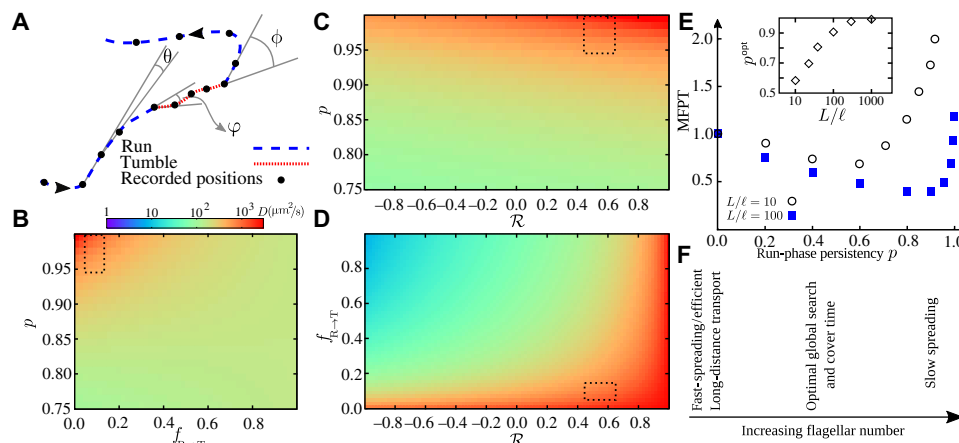 A
θ
ϕ
φ
Run
Tumble
Recorded positions
B
1 10 10² 10³ D(μm²/s)
p
0.95
0.90
0.85
0.80
0.75
0.0 0.2 0.4 0.6 0.8
f R→T
C
p
0.95
0.90
0.85
0.80
0.75
−0.8 −0.6 −0.4 −0.2 0.0 0.2 0.4 0.6 0.8
ℛ
D
f R→T
0.8
0.6
0.4
0.2
0.0
−0.8 −0.6 −0.4 −0.2 0.0 0.2 0.4 0.6 0.8
ℛ
E
MFPT
2.0
1.5
1.0
0.5
p^opt
0.9
0.7
0.5
10 100 1000
L/ℓ
L/ℓ = 10
L/ℓ = 100
0.0 0.2 0.4 0.6 0.8 1.0
Run-phase persistency p
F
Fast-spreading/efficient
Long-distance transport
Optimal global search
and cover time
Slow spreading
Increasing flagellar number